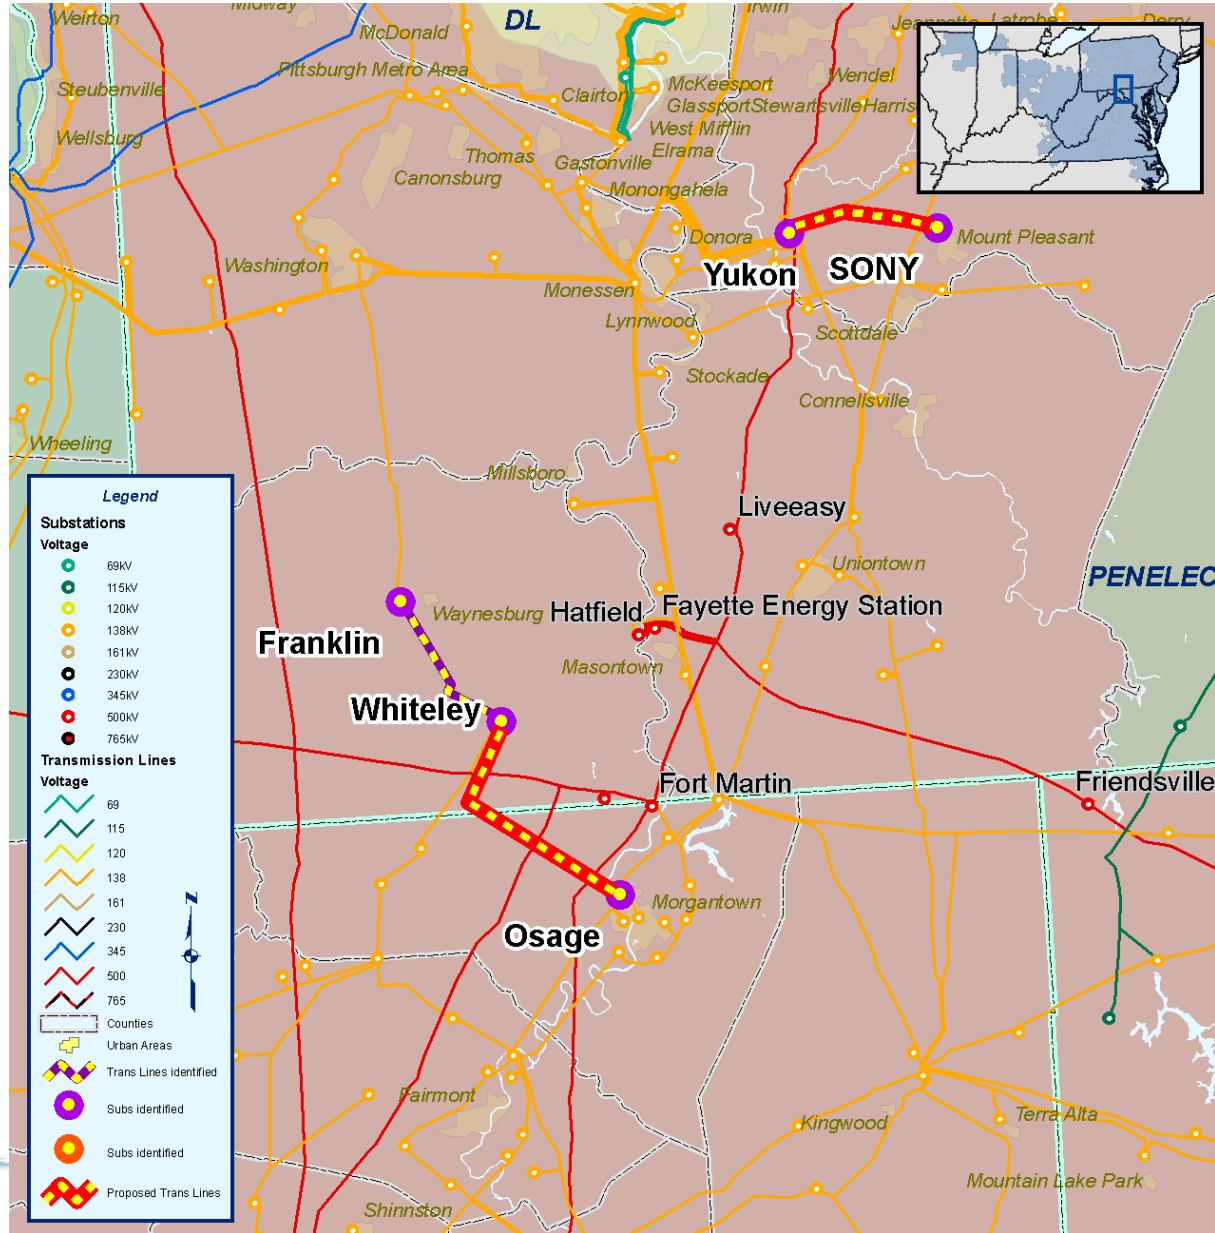 Weirton
Midway
DL
Irwin
Jeannette
Latrobe
Derry
McDonald
Pittsburgh Metro Area
Steubenville
Clairton
McKeesport
Wendel
Glassport
Stewartsville
Harris
Wellsburg
West Mifflin
Thomas
Gastonville
Elrama
Canonsburg
Monongahela
Donora
Mount Pleasant
Washington
Yukon
SONY
Monessen
Lynnwood
Scottdale
Stockade
Connellsville
Wheeling
Millsboro
Liveeasy
Uniontown
PENELEC
Waynesburg
Hatfield
Fayette Energy Station
Franklin
Masontown
Whiteley
Fort Martin
Friendsville
Morgantown
Osage
Fairmont
Kingwood
Terra Alta
Mountain Lake Park
Shinnston
Legend
Substations
Voltage
69kV
115kV
120kV
138kV
161kV
230kV
345kV
500kV
765kV
Transmission Lines
Voltage
69
115
120
138
161
230
345
500
765
Counties
Urban Areas
Trans Lines identified
Subs identified
Subs identified
Proposed Trans Lines
N